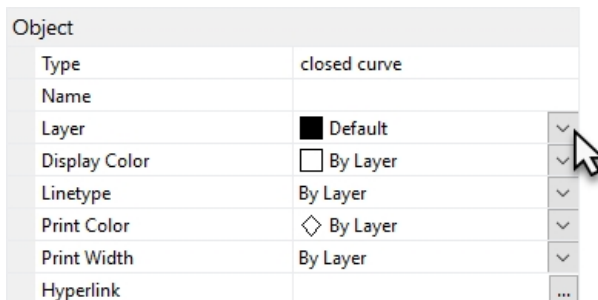 Object
Type closed curve
Name
Layer Default
Display Color By Layer
Linetype By Layer
Print Color By Layer
Print Width By Layer
Hyperlink ...